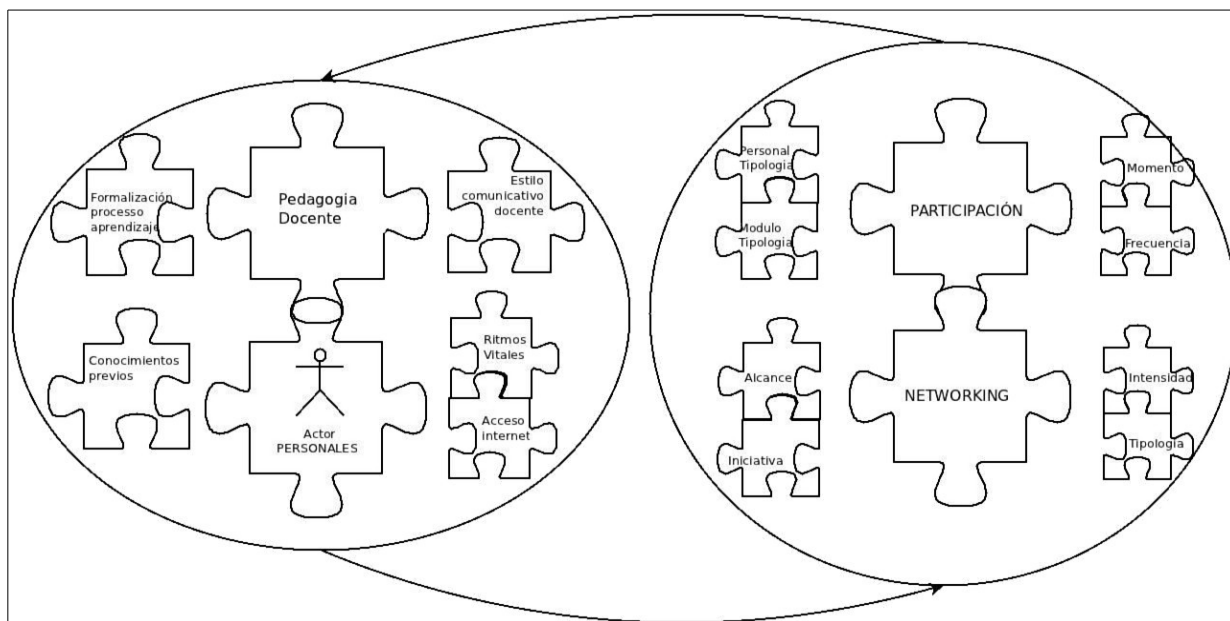 Formalización
processo
aprendizaje
Pedagogia
Docente
Estilo
comunicativo
docente
Conocimientos
previos
Actor
PERSONALES
Ritmos
Vitales
Acceso
internet
Personal
Tipologia
Modulo
Tipologia
PARTICIPACIÓN
Momento
Frecuencia
Alcance
Iniciativa
NETWORKING
Intensidad
Tipologia